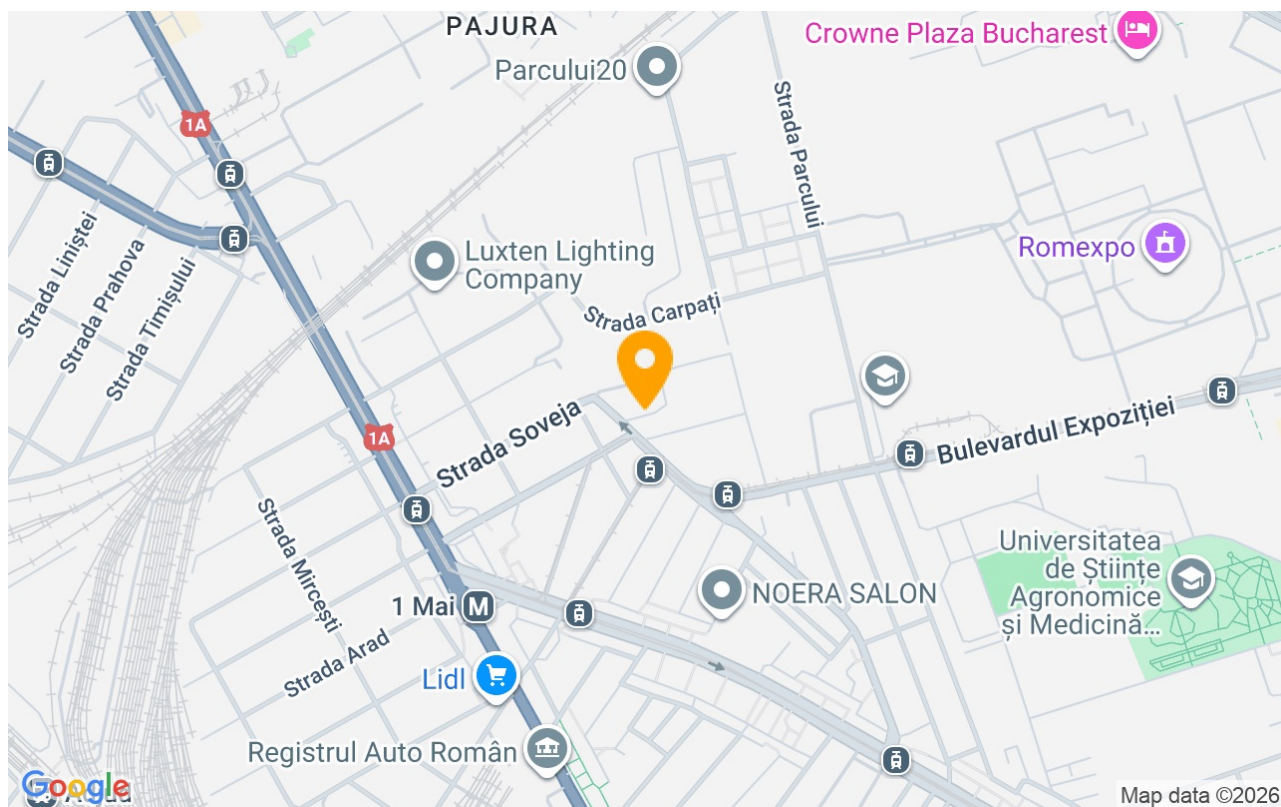 PAJURA
Crowne Plaza Bucharest
Parcului20
1A
Strada Parcului
Strada Liniștei
Strada Prahova
Strada Timișului
Luxten Lighting
Company
Romexpo
Strada Carpați
1A
Strada Soveja
Bulevardul Expoziției
Strada Mircești
Universitatea
de Științe
Agronomice
și Medicină...
1 Mai
M
NOERA SALON
Strada Arad
Lidl
Registrul Auto Român
Google
Map data ©2026